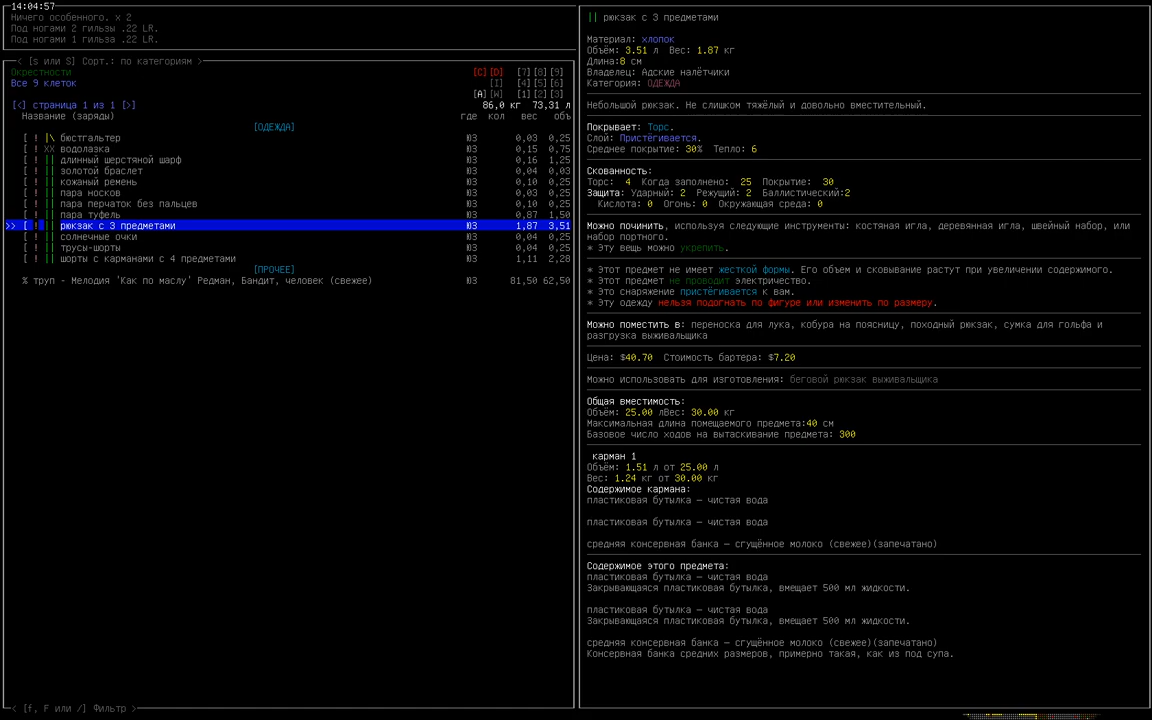 14:04:57
Ничего особенного. x 2
Под ногами 2 гильзы .22 LR.
Под ногами 1 гильза .22 LR.
< [s или S] Сорт.: по категориям >
Окрестности [C] [D] [7] [8] [9]
Все 9 клеток [I] [4] [5] [6]
[A] [W] [1] [2] [3]
[<] страница 1 из 1 [>] 86,0 кг 73,31 л
Название (заряды) где кол вес объ
[ОДЕЖДА]
[ ! |\ бюстгальтер ЮЗ 0,03 0,25
[ ! XX водолазка ЮЗ 0,15 0,75
[ ! || длинный шерстяной шарф ЮЗ 0,16 1,25
[ ! || золотой браслет ЮЗ 0,04 0,03
[ ! || кожаный ремень ЮЗ 0,10 0,25
[ ! || пара носков ЮЗ 0,03 0,25
[ ! || пара перчаток без пальцев ЮЗ 0,10 0,25
[ ! || пара туфель ЮЗ 0,87 1,50
>> [ ! || рюкзак с 3 предметами ЮЗ 1,87 3,51
[ ! || солнечные очки ЮЗ 0,04 0,25
[ ! || трусы-шорты ЮЗ 0,04 0,25
[ ! || шорты с карманами с 4 предметами ЮЗ 1,11 2,28
[ПРОЧЕЕ]
% труп - Мелодия 'Как по маслу' Редман, Бандит, человек (свежее) ЮЗ 81,50 62,50
< [f, F или /] Фильтр >
|| рюкзак с 3 предметами
Материал: хлопок
Объём: 3.51 л Вес: 1.87 кг
Длина:8 см
Владелец: Адские налётчики
Категория: ОДЕЖДА
Небольшой рюкзак. Не слишком тяжёлый и довольно вместительный.
Покрывает: Торс.
Слой: Пристёгивается.
Среднее покрытие: 30% Тепло: 6
Скованность:
Торс: 4 Когда заполнено: 25 Покрытие: 30
Защита: Ударный: 2 Режущий: 2 Баллистический:2
Кислота: 0 Огонь: 0 Окружающая среда: 0
Можно починить, используя следующие инструменты: костяная игла, деревянная игла, швейный набор, или
набор портного.
* Эту вещь можно укрепить.
* Этот предмет не имеет жесткой формы. Его объем и сковывание растут при увеличении содержимого.
* Этот предмет не проводит электричество.
* Это снаряжение пристёгивается к вам.
* Эту одежду нельзя подогнать по фигуре или изменить по размеру.
Можно поместить в: переноска для лука, кобура на поясницу, походный рюкзак, сумка для гольфа и
разгрузка выживальщика
Цена: $40.70 Стоимость бартера: $7.20
Можно использовать для изготовления: беговой рюкзак выживальщика
Общая вместимость:
Объём: 25.00 лВес: 30.00 кг
Максимальная длина помещаемого предмета:40 см
Базовое число ходов на вытаскивание предмета: 300
карман 1
Объём: 1.51 л от 25.00 л
Вес: 1.24 кг от 30.00 кг
Содержимое кармана:
пластиковая бутылка — чистая вода
пластиковая бутылка — чистая вода
средняя консервная банка — сгущённое молоко (свежее)(запечатано)
Содержимое этого предмета:
пластиковая бутылка — чистая вода
Закрывающаяся пластиковая бутылка, вмещает 500 мл жидкости.
пластиковая бутылка — чистая вода
Закрывающаяся пластиковая бутылка, вмещает 500 мл жидкости.
средняя консервная банка — сгущённое молоко (свежее)(запечатано)
Консервная банка средних размеров, примерно такая, как из под супа.